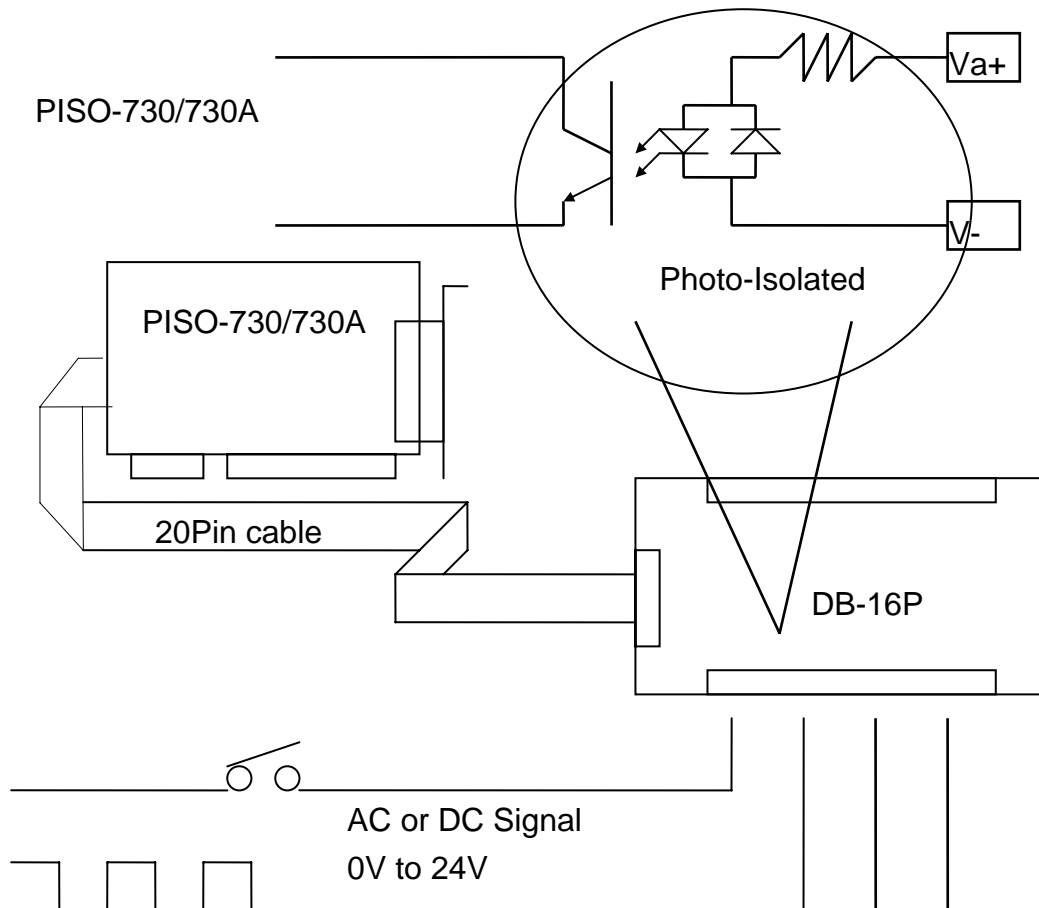 Va+
PISO-730/730A
V-
Photo-Isolated
PISO-730/730A
20Pin cable
DB-16P
AC or DC Signal
0V to 24V